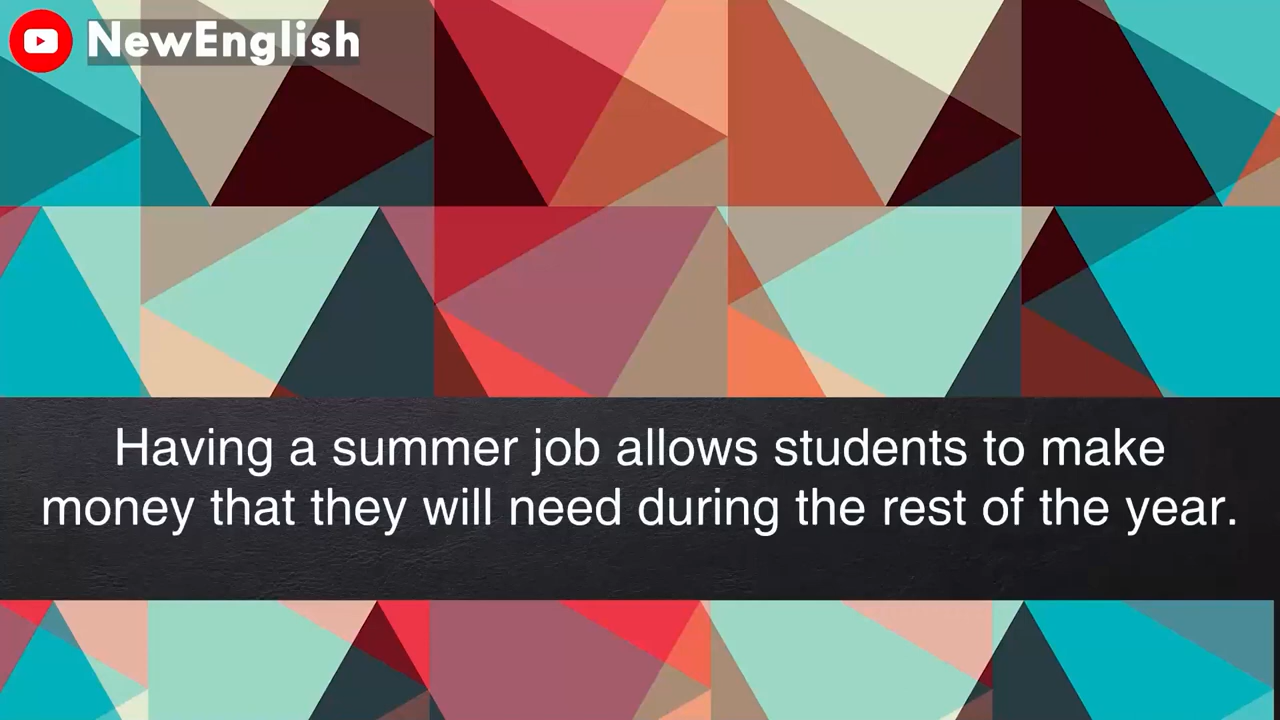 NewEnglish
Having a summer job allows students to make
money that they will need during the rest of the year.